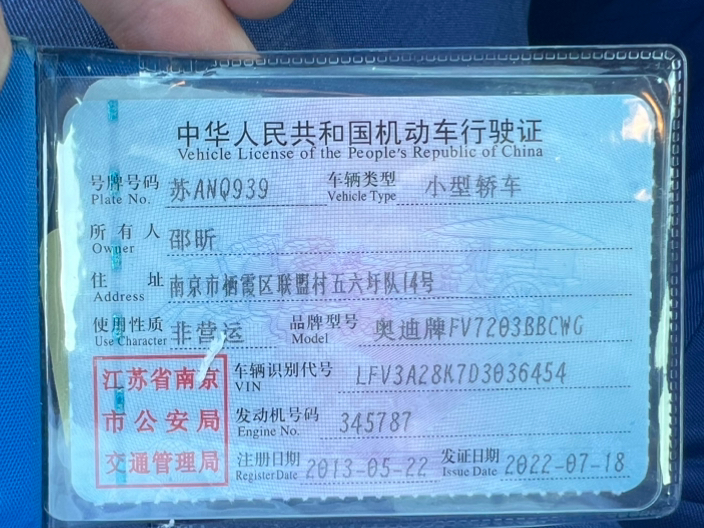 中华人民共和国机动车行驶证
Vehicle License of the People's Republic of China
号牌号码 苏ANQ939 车辆类型 小型轿车
Plate No. Vehicle Type
所有人 邵昕
Owner
住址 南京市栖霞区联盟村五六圩队14号
Address
使用性质 非营运 品牌型号 奥迪牌FV7203BBCWG
Use Character Model
江苏省南京 车辆识别代号 LFV3A28K7D3036454
VIN
市公安局 发动机号码 345787
Engine No.
交通管理局 注册日期 2013-05-22 发证日期 2022-07-18
Register Date Issue Date